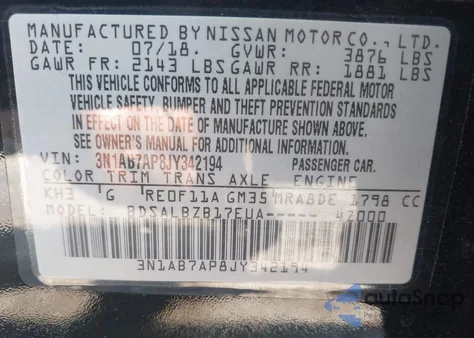 MANUFACTURED BY NISSAN MOTOR CO., LTD.
DATE: 07/18. GVWR: 3876 LBS
GAWR FR: 2143 LBS GAWR RR: 1881 LBS
THIS VEHICLE CONFORMS TO ALL APPLICABLE FEDERAL MOTOR
VEHICLE SAFETY, BUMPER AND THEFT PREVENTION STANDARDS
IN EFFECT ON THE DATE OF MANUFACTURE SHOWN ABOVE.
SEE OWNER'S MANUAL FOR ADDITIONAL INFORMATION.
VIN: 3N1AB7AP8JY342194 PASSENGER CAR.
COLOR TRIM TRANS AXLE ENGINE
KH3 G RE0F11A GM35 MRA8DE 1798 CC
MODEL: BDSALBZB17EUA----- 47000
3N1AB7AP8JY342194
autoSnap